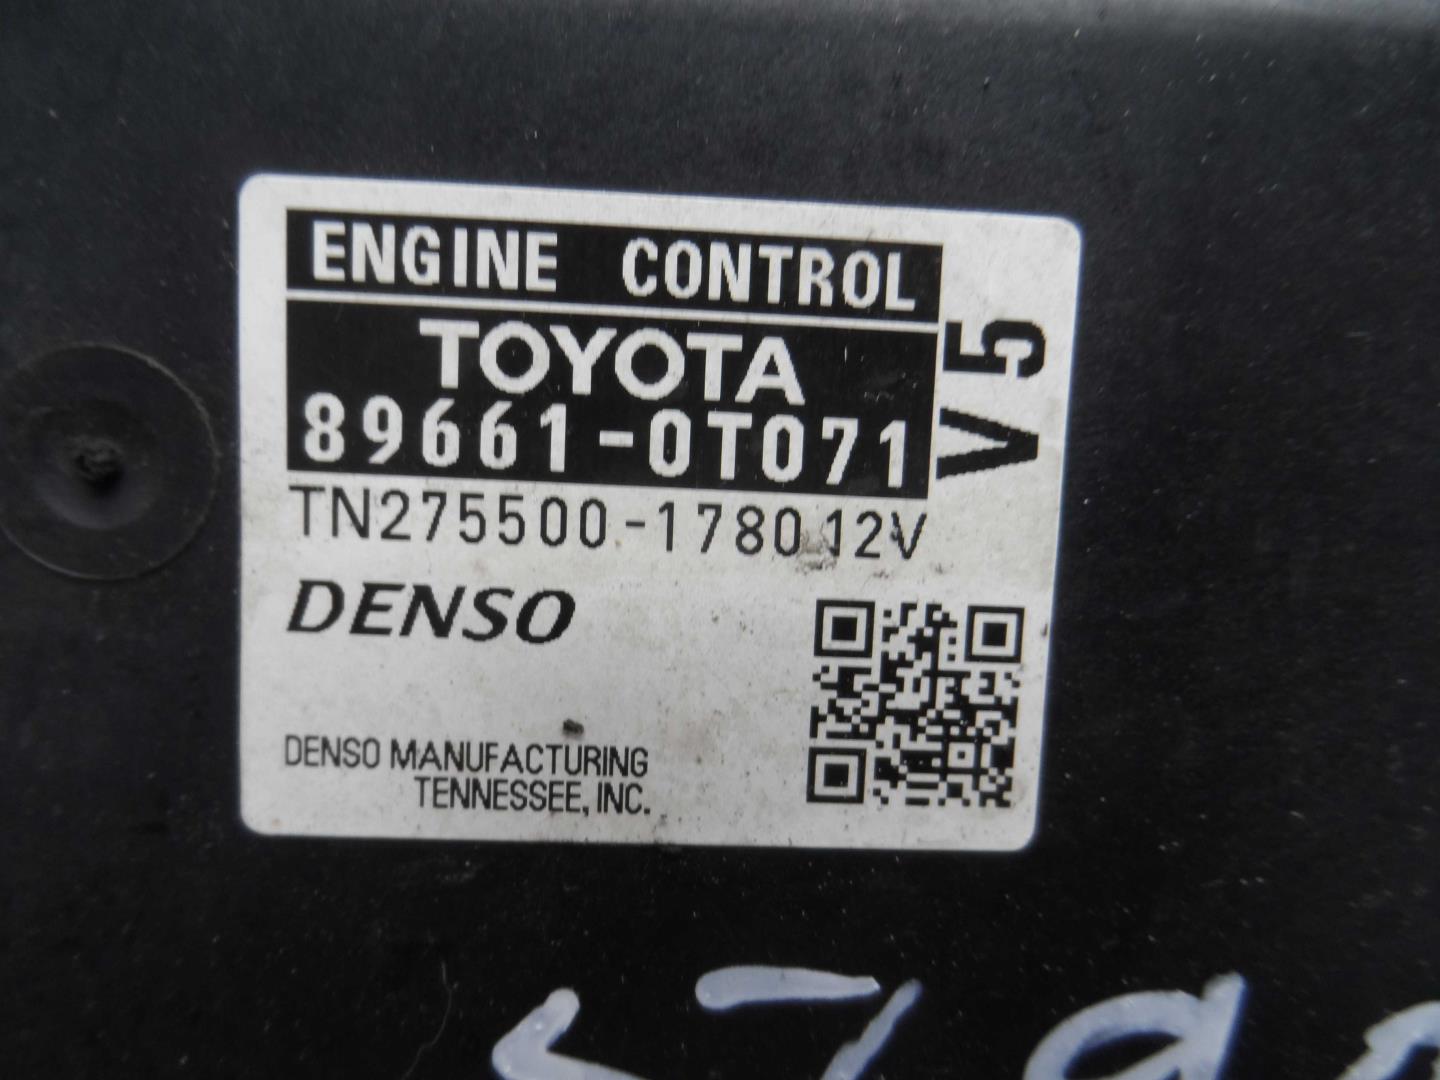 ENGINE CONTROL
TOYOTA
89661-0T071
V5
TN275500-1780 12V
DENSO
DENSO MANUFACTURING
TENNESSEE, INC.